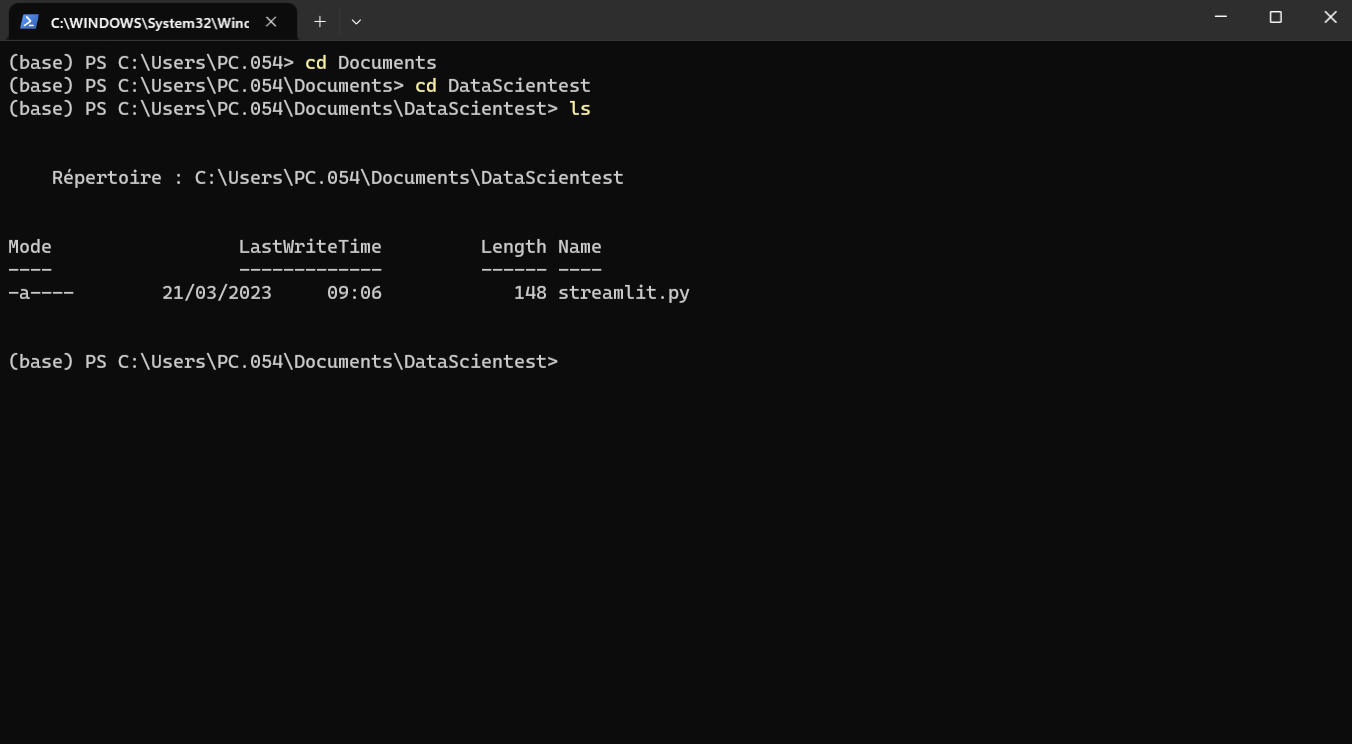 C:\WINDOWS\System32\Wind
(base) PS C:\Users\PC.054> cd Documents
(base) PS C:\Users\PC.054\Documents> cd DataScientest
(base) PS C:\Users\PC.054\Documents\DataScientest> ls
Répertoire : C:\Users\PC.054\Documents\DataScientest
Mode LastWriteTime Length Name
---- ------------- ------ ----
-a---- 21/03/2023 09:06 148 streamlit.py
(base) PS C:\Users\PC.054\Documents\DataScientest>